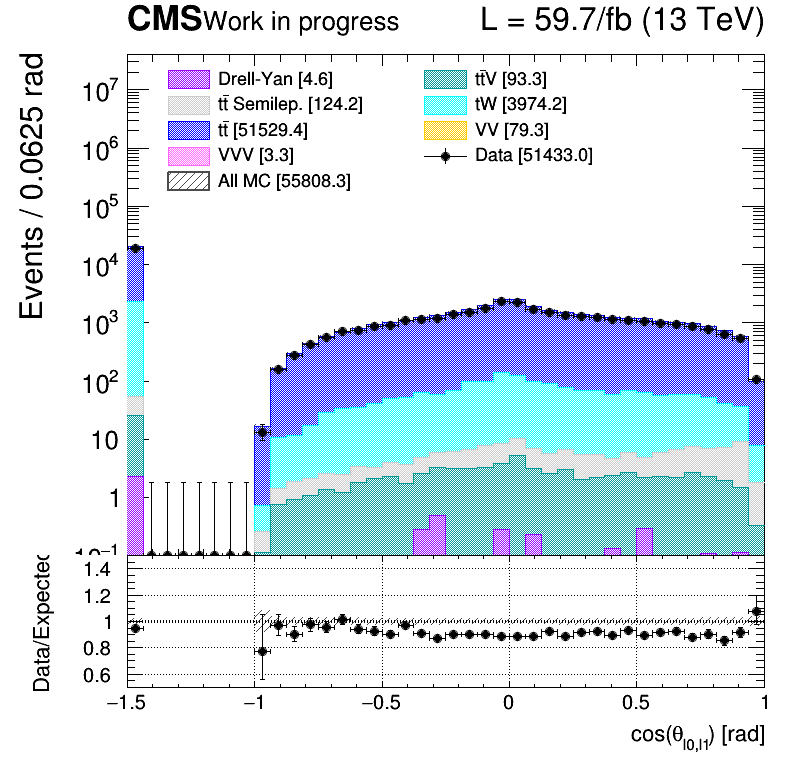 CMS Work in progress L = 59.7/fb (13 TeV)
Events / 0.0625 rad
Drell-Yan [4.6]
tt̄ Semilep. [124.2]
tt̄ [51529.4]
VVV [3.3]
All MC [55808.3]
tt̄V [93.3]
tW [3974.2]
VV [79.3]
Data [51433.0]
10⁷
10⁶
10⁵
10⁴
10³
10²
10
1
10⁻¹
Data/Expected
1.4
1.2
1
0.8
0.6
−1.5 −1 −0.5 0 0.5 1
cos(θ_l0,l1) [rad]